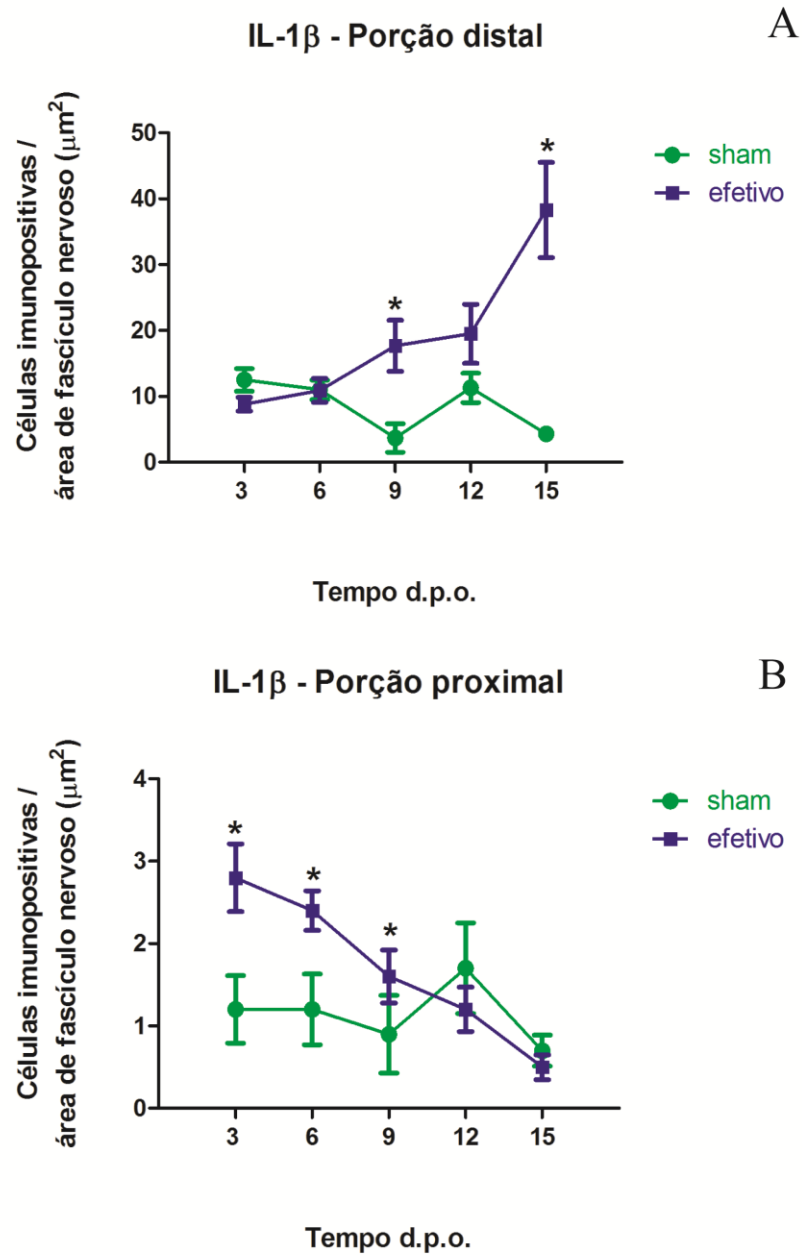 A
IL-1β - Porção distal
Células imunopositivas /
área de fascículo nervoso (μm²)
50
40
30
20
10
0
*
*
3 6 9 12 15
Tempo d.p.o.
sham
efetivo
B
IL-1β - Porção proximal
Células imunopositivas /
área de fascículo nervoso (μm²)
4
3
2
1
0
*
*
*
3 6 9 12 15
Tempo d.p.o.
sham
efetivo